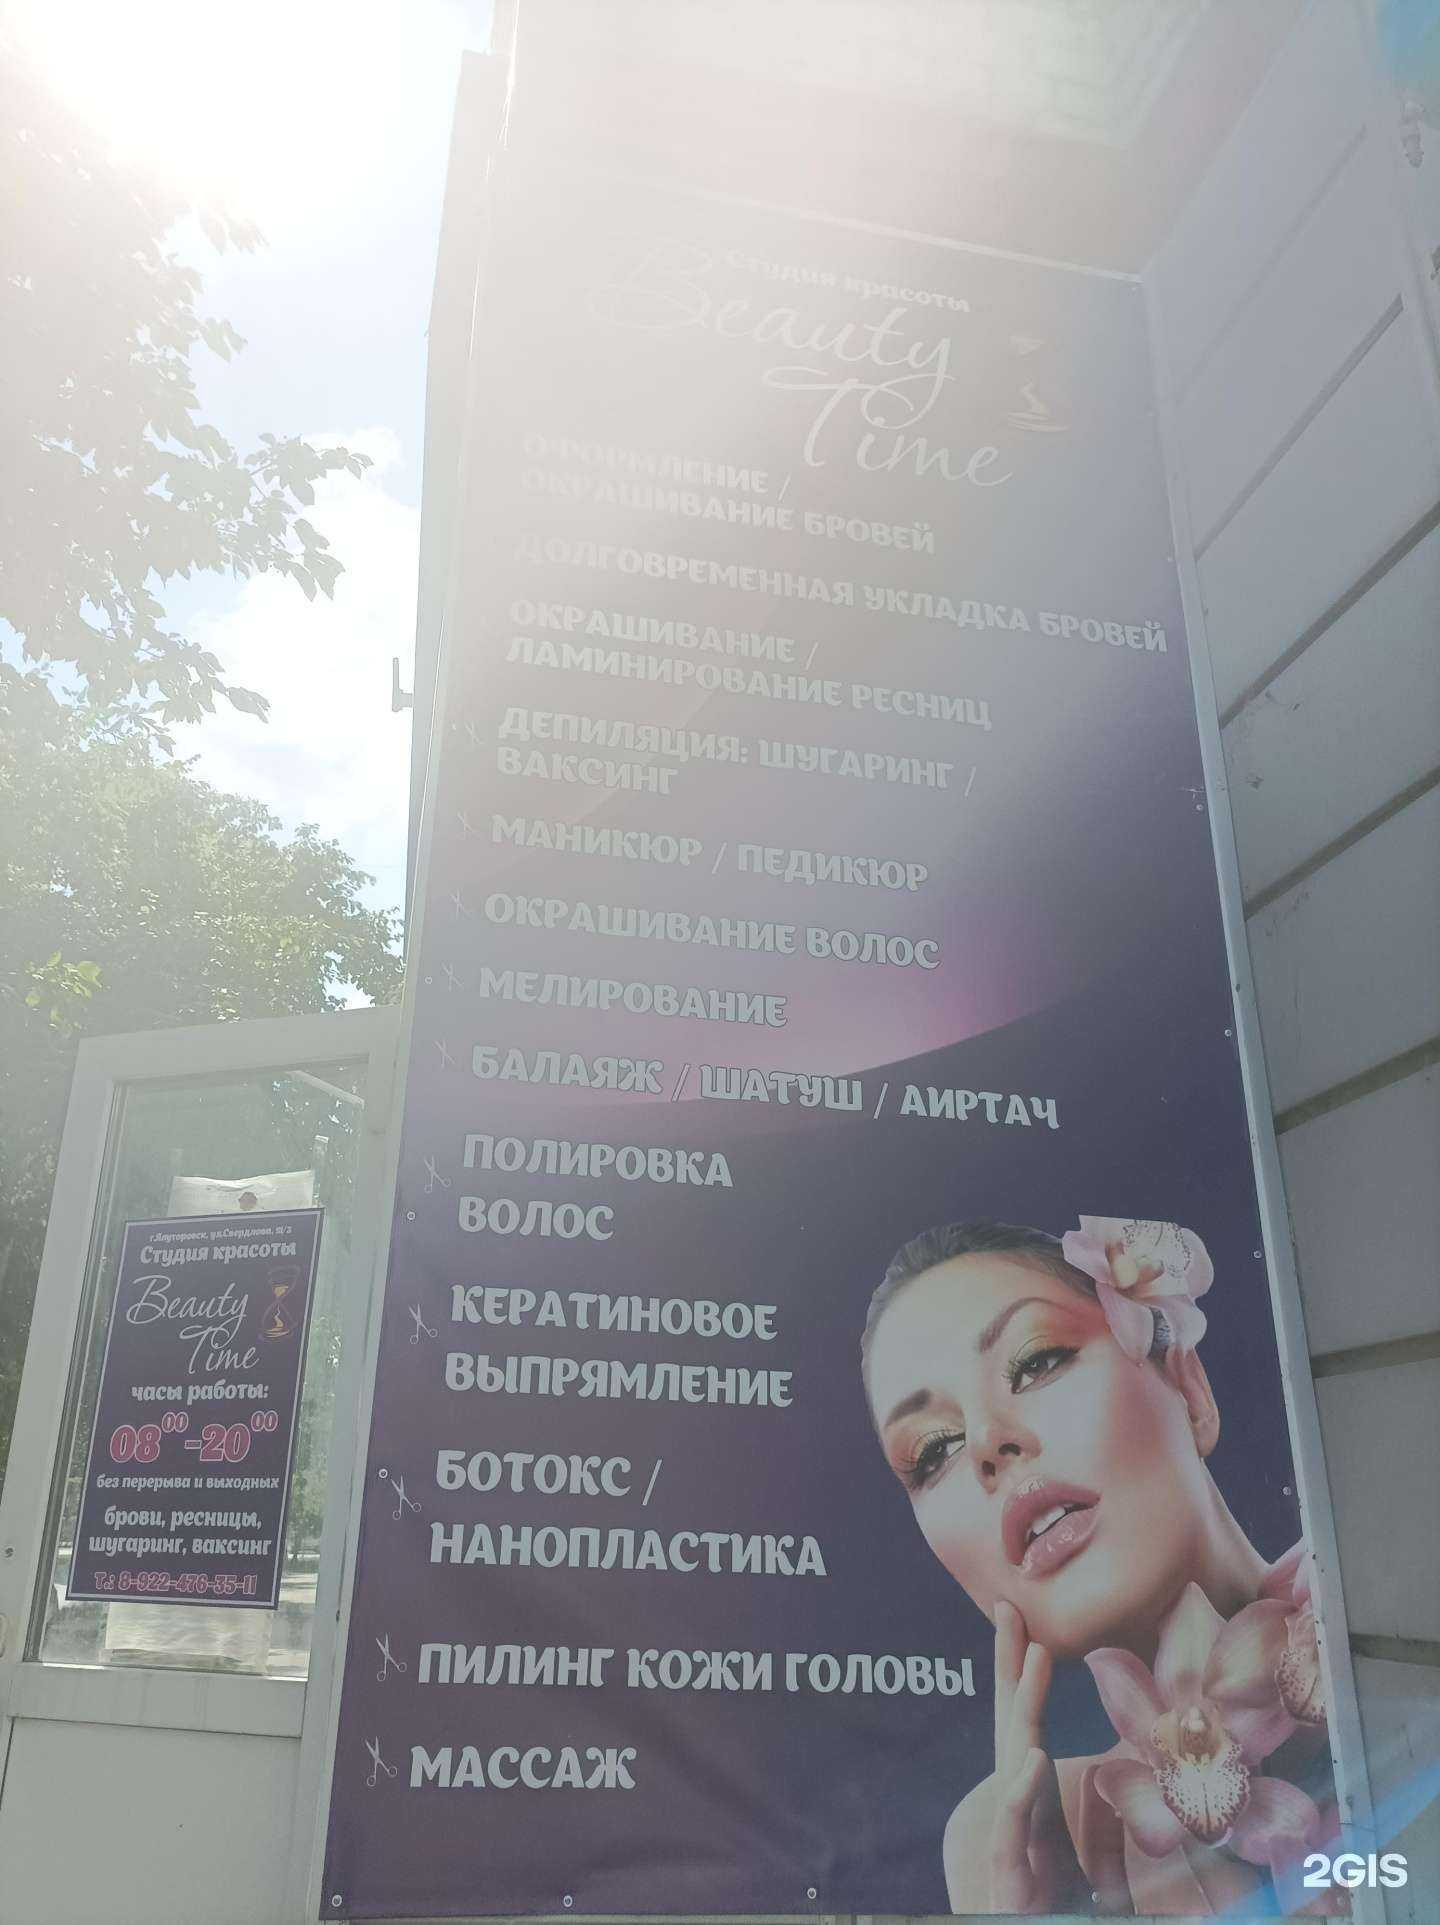 Студия красоты
Beauty
Time
ОФОРМЛЕНИЕ /
ОКРАШИВАНИЕ БРОВЕЙ
ДОЛГОВРЕМЕННАЯ УКЛАДКА БРОВЕЙ
ОКРАШИВАНИЕ /
ЛАМИНИРОВАНИЕ РЕСНИЦ
ДЕПИЛЯЦИЯ: ШУГАРИНГ /
ВАКСИНГ
МАНИКЮР / ПЕДИКЮР
ОКРАШИВАНИЕ ВОЛОС
МЕЛИРОВАНИЕ
БАЛАЯЖ / ШАТУШ / АИРТАЧ
ПОЛИРОВКА
ВОЛОС
КЕРАТИНОВОЕ
ВЫПРЯМЛЕНИЕ
БОТОКС /
НАНОПЛАСТИКА
ПИЛИНГ КОЖИ ГОЛОВЫ
МАССАЖ
г.Ялуторовск, ул.Свердлова, 51/3
Студия красоты
Beauty
Time
часы работы:
08⁰⁰-20⁰⁰
без перерыва и выходных
брови, ресницы,
шугаринг, ваксинг
Т.: 8-922-476-35-11
2GIS